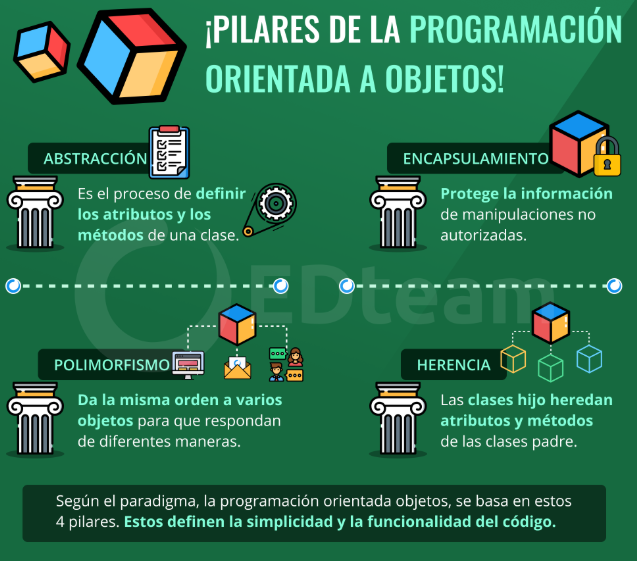 ¡PILARES DE LA PROGRAMACIÓN
ORIENTADA A OBJETOS!
ABSTRACCIÓN
Es el proceso de definir
los atributos y los
métodos de una clase.
ENCAPSULAMIENTO
Protege la información
de manipulaciones no
autorizadas.
EDteam
POLIMORFISMO
Da la misma orden a varios
objetos para que respondan
de diferentes maneras.
HERENCIA
Las clases hijo heredan
atributos y métodos
de las clases padre.
Según el paradigma, la programación orientada objetos, se basa en estos
4 pilares. Estos definen la simplicidad y la funcionalidad del código.